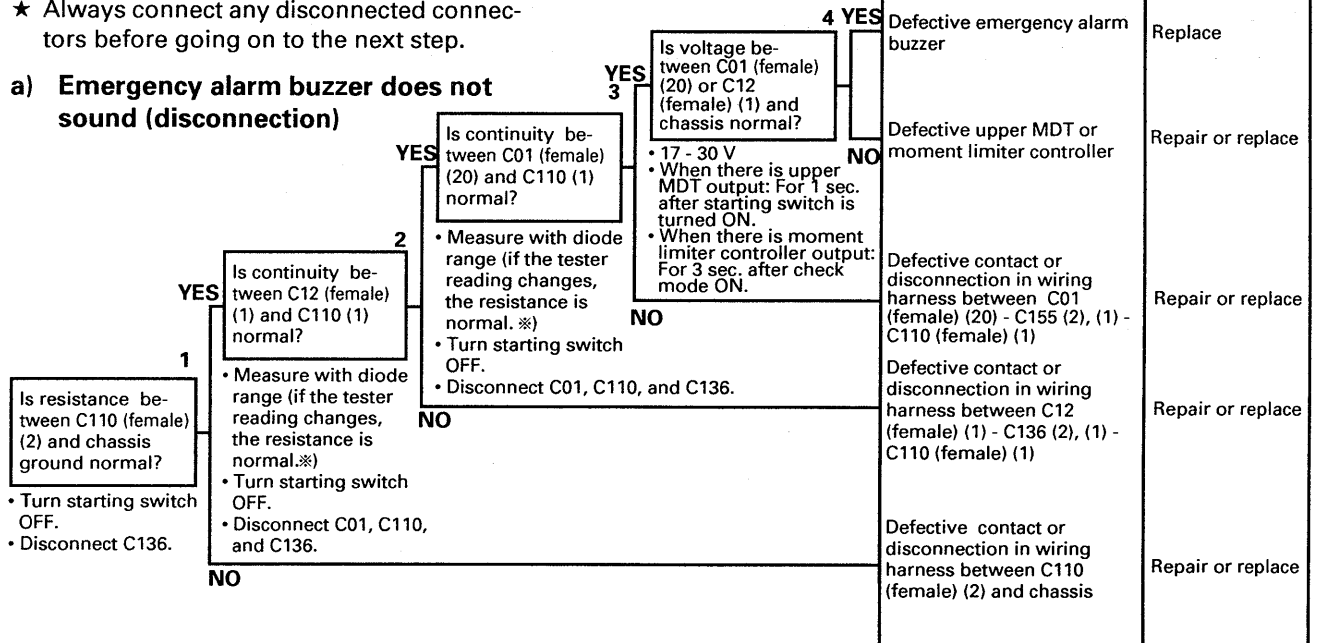 ★ Always connect any disconnected connec-
tors before going on to the next step.
a) Emergency alarm buzzer does not
sound (disconnection)
1
Is resistance be-
tween C110 (female)
(2) and chassis
ground normal?
• Turn starting switch
OFF.
• Disconnect C136.
YES
NO
2
Is continuity be-
tween C12 (female)
(1) and C110 (1)
normal?
• Measure with diode
range (if the tester
reading changes,
the resistance is
normal.※)
• Turn starting switch
OFF.
• Disconnect C01, C110,
and C136.
YES
NO
Is continuity be-
tween C01 (female)
(20) and C110 (1)
normal?
• Measure with diode
range (if the tester
reading changes,
the resistance is
normal. ※)
• Turn starting switch
OFF.
• Disconnect C01, C110, and C136.
YES
3
NO
Is voltage be-
tween C01 (female)
(20) or C12
(female) (1) and
chassis normal?
• 17 - 30 V
• When there is upper
MDT output: For 1 sec.
after starting switch is
turned ON.
• When there is moment
limiter controller output:
For 3 sec. after check
mode ON.
4 YES
NO
Defective emergency alarm
buzzer
Replace
Defective upper MDT or
moment limiter controller
Repair or replace
Defective contact or
disconnection in wiring
harness between C01
(female) (20) - C155 (2), (1) -
C110 (female) (1)
Repair or replace
Defective contact or
disconnection in wiring
harness between C12
(female) (1) - C136 (2), (1) -
C110 (female) (1)
Repair or replace
Defective contact or
disconnection in wiring
harness between C110
(female) (2) and chassis
Repair or replace